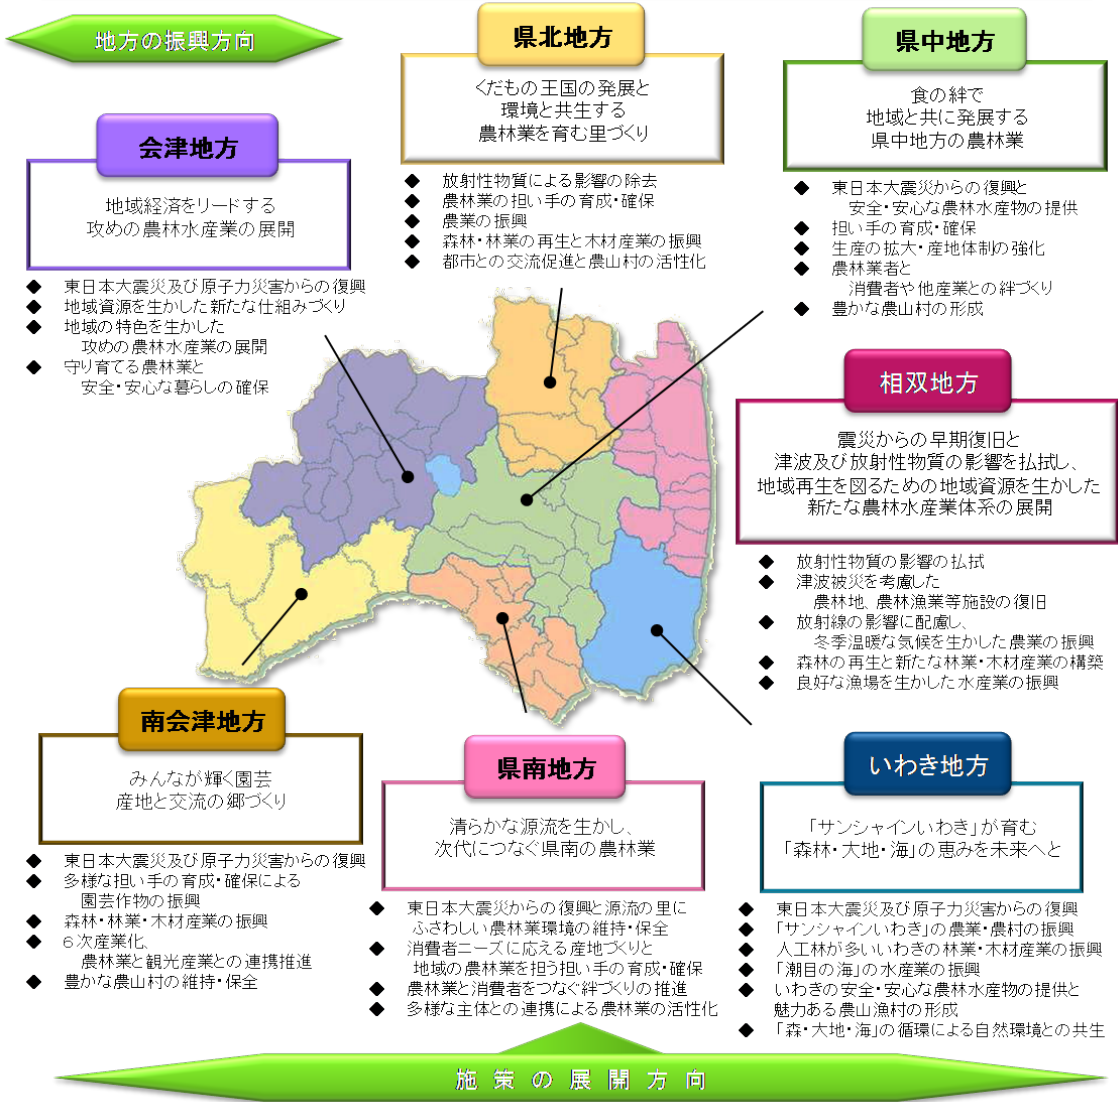 地方の振興方向
県北地方
くだもの王国の発展と
環境と共生する
農林業を育む里づくり
◆ 放射性物質による影響の除去
◆ 農林業の担い手の育成・確保
◆ 農業の振興
◆ 森林・林業の再生と木材産業の振興
◆ 都市との交流促進と農山村の活性化
県中地方
食の絆で
地域と共に発展する
県中地方の農林業
◆ 東日本大震災からの復興と
安全・安心な農林水産物の提供
◆ 担い手の育成・確保
◆ 生産の拡大・産地体制の強化
◆ 農林業者と
消費者や他産業との絆づくり
◆ 豊かな農山村の形成
会津地方
地域経済をリードする
攻めの農林水産業の展開
◆ 東日本大震災及び原子力災害からの復興
◆ 地域資源を生かした新たな仕組みづくり
◆ 地域の特色を生かした
攻めの農林水産業の展開
◆ 守り育てる農林業と
安全・安心な暮らしの確保
相双地方
震災からの早期復旧と
津波及び放射性物質の影響を払拭し、
地域再生を図るための地域資源を生かした
新たな農林水産業体系の展開
◆ 放射性物質の影響の払拭
◆ 津波被災を考慮した
農林地、農林漁業等施設の復旧
◆ 放射線の影響に配慮し、
冬季温暖な気候を生かした農業の振興
◆ 森林の再生と新たな林業・木材産業の構築
◆ 良好な漁場を生かした水産業の振興
南会津地方
みんなが輝く園芸
産地と交流の郷づくり
◆ 東日本大震災及び原子力災害からの復興
◆ 多様な担い手の育成・確保による
園芸作物の振興
◆ 森林・林業・木材産業の振興
◆ 6次産業化、
農林業と観光産業との連携推進
◆ 豊かな農山村の維持・保全
県南地方
清らかな源流を生かし、
次代につなぐ県南の農林業
◆ 東日本大震災からの復興と源流の里に
ふさわしい農林業環境の維持・保全
◆ 消費者ニーズに応える産地づくりと
地域の農林業を担う担い手の育成・確保
◆ 農林業と消費者をつなぐ絆づくりの推進
◆ 多様な主体との連携による農林業の活性化
いわき地方
「サンシャインいわき」が育む
「森林・大地・海」の恵みを未来へと
◆ 東日本大震災及び原子力災害からの復興
◆ 「サンシャインいわき」の農業・農村の振興
◆ 人工林が多いいわきの林業・木材産業の振興
◆ 「潮目の海」の水産業の振興
◆ いわきの安全・安心な農林水産物の提供と
魅力ある農山漁村の形成
◆ 「森・大地・海」の循環による自然環境との共生
施策の展開方向